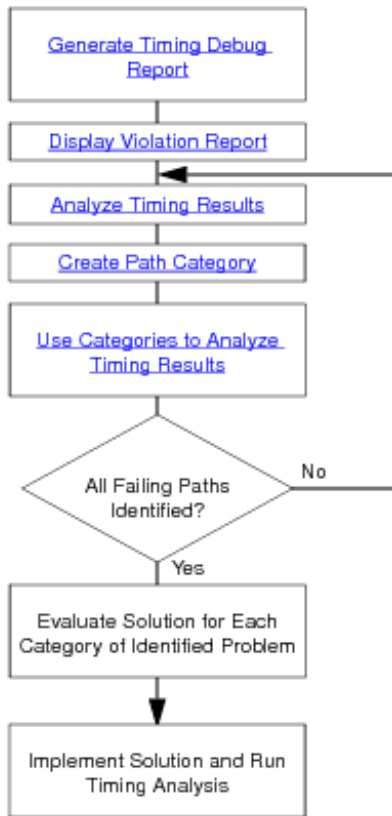 Generate Timing Debug
Report
Display Violation Report
Analyze Timing Results
Create Path Category
Use Categories to Analyze
Timing Results
All Failing Paths
Identified?
No
Yes
Evaluate Solution for Each
Category of Identified Problem
Implement Solution and Run
Timing Analysis